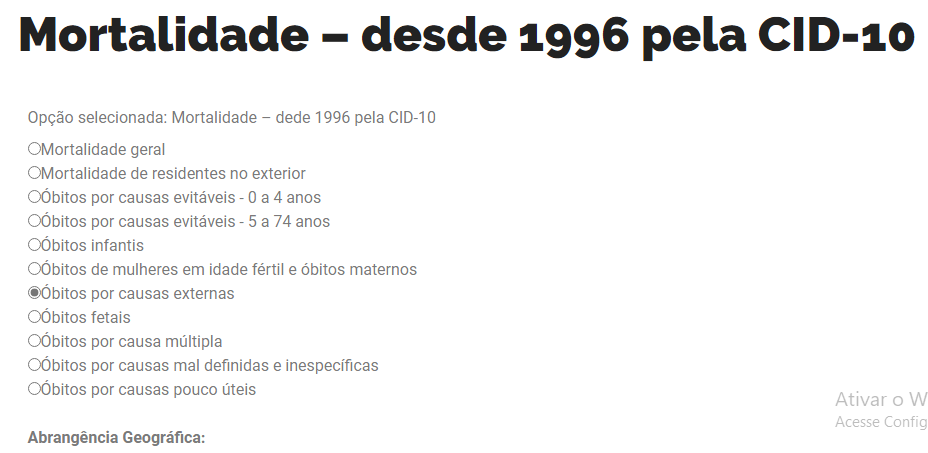 Mortalidade – desde 1996 pela CID-10
Opção selecionada: Mortalidade – dede 1996 pela CID-10
Mortalidade geral
Mortalidade de residentes no exterior
Óbitos por causas evitáveis - 0 a 4 anos
Óbitos por causas evitáveis - 5 a 74 anos
Óbitos infantis
Óbitos de mulheres em idade fértil e óbitos maternos
Óbitos por causas externas
Óbitos fetais
Óbitos por causa múltipla
Óbitos por causas mal definidas e inespecíficas
Óbitos por causas pouco úteis
Ativar o W
Acesse Config
Abrangência Geográfica: